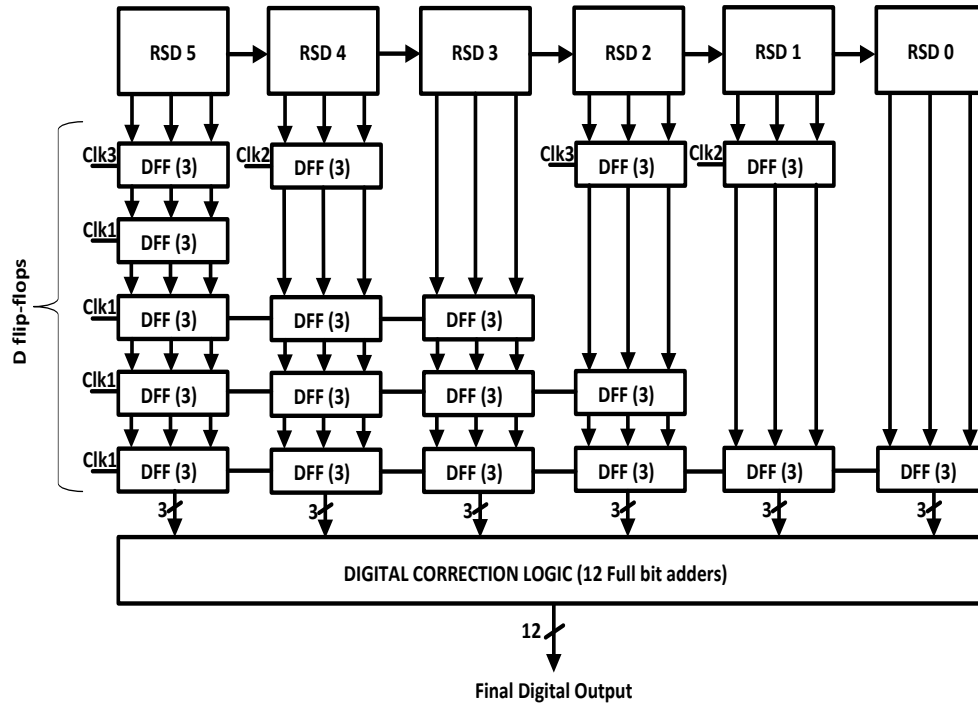 RSD 5 RSD 4 RSD 3 RSD 2 RSD 1 RSD 0
Clk3 DFF (3) Clk2 DFF (3) Clk3 DFF (3) Clk2 DFF (3)
Clk1 DFF (3)
D flip-flops
Clk1 DFF (3) DFF (3) DFF (3)
Clk1 DFF (3) DFF (3) DFF (3) DFF (3)
Clk1 DFF (3) DFF (3) DFF (3) DFF (3) DFF (3) DFF (3)
3 3 3 3 3 3
DIGITAL CORRECTION LOGIC (12 Full bit adders)
12
Final Digital Output